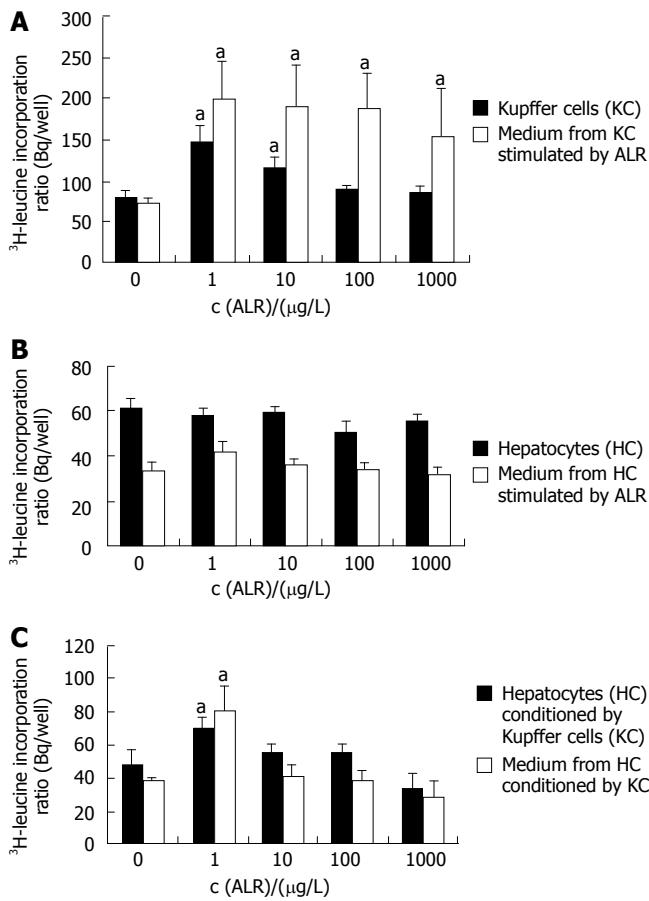 A
300
250
200
150
100
50
0
³H-leucine incorporation
ratio (Bq/well)
a
a
a
a
a
a
0 1 10 100 1000
c (ALR)/(μg/L)
Kupffer cells (KC)
Medium from KC
stimulated by ALR
B
80
60
40
20
0
³H-leucine incorporation
ratio (Bq/well)
0 1 10 100 1000
c (ALR)/(μg/L)
Hepatocytes (HC)
Medium from HC
stimulated by ALR
C
120
100
80
60
40
20
0
³H-leucine incorporation
ratio (Bq/well)
a
a
0 1 10 100 1000
c (ALR)/(μg/L)
Hepatocytes (HC)
conditioned by
Kupffer cells (KC)
Medium from HC
conditioned by KC